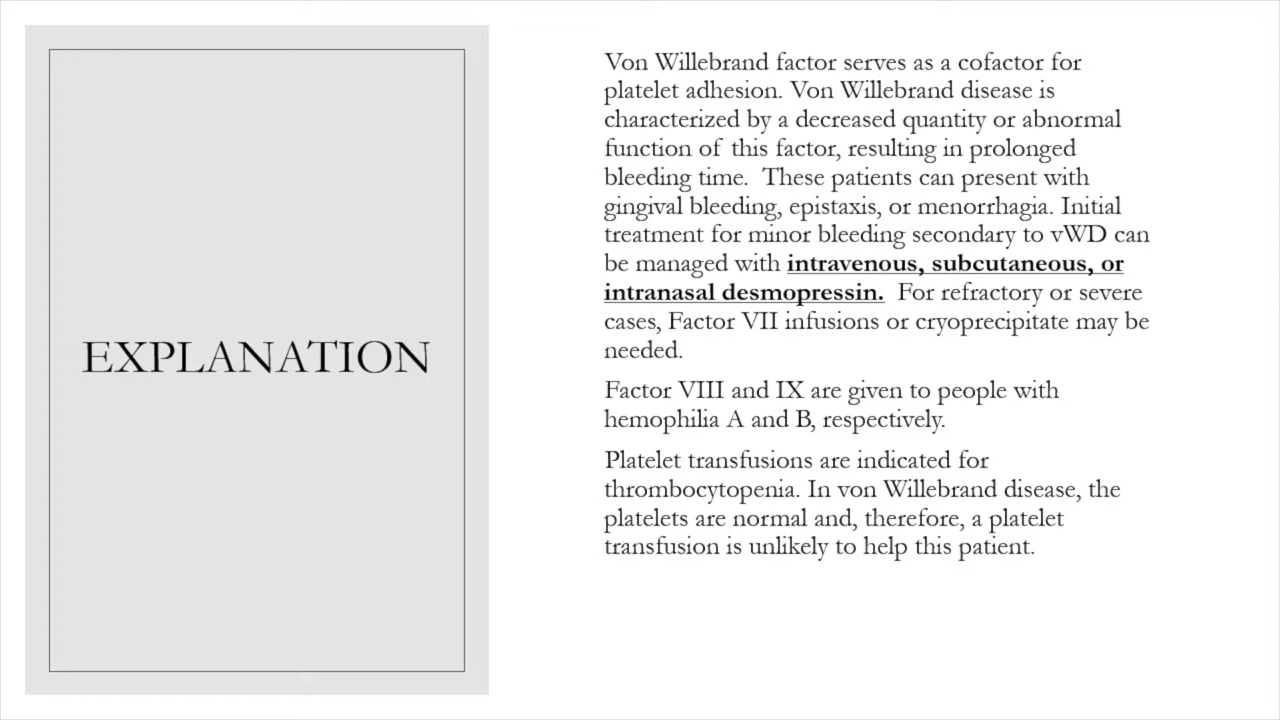 EXPLANATION
Von Willebrand factor serves as a cofactor for
platelet adhesion. Von Willebrand disease is
characterized by a decreased quantity or abnormal
function of this factor, resulting in prolonged
bleeding time. These patients can present with
gingival bleeding, epistaxis, or menorrhagia. Initial
treatment for minor bleeding secondary to vWD can
be managed with intravenous, subcutaneous, or
intranasal desmopressin. For refractory or severe
cases, Factor VII infusions or cryoprecipitate may be
needed.
Factor VIII and IX are given to people with
hemophilia A and B, respectively.
Platelet transfusions are indicated for
thrombocytopenia. In von Willebrand disease, the
platelets are normal and, therefore, a platelet
transfusion is unlikely to help this patient.